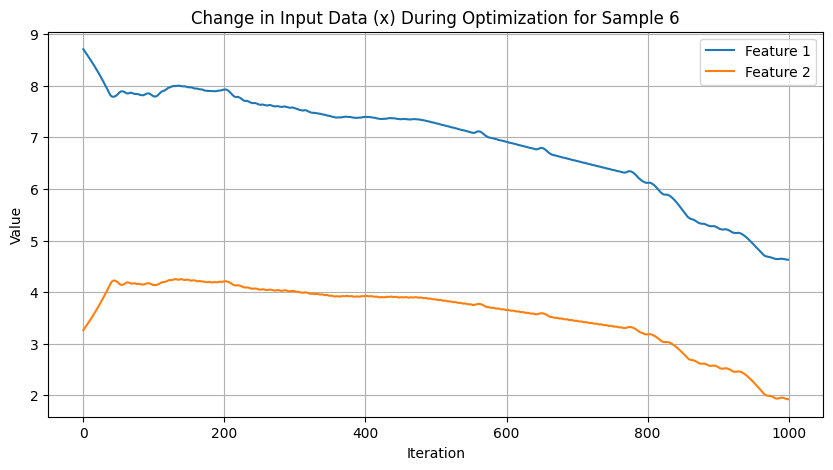 Change in Input Data (x) During Optimization for Sample 6
Feature 1
Feature 2
Value
9
8
7
6
5
4
3
2
0 200 400 600 800 1000
Iteration